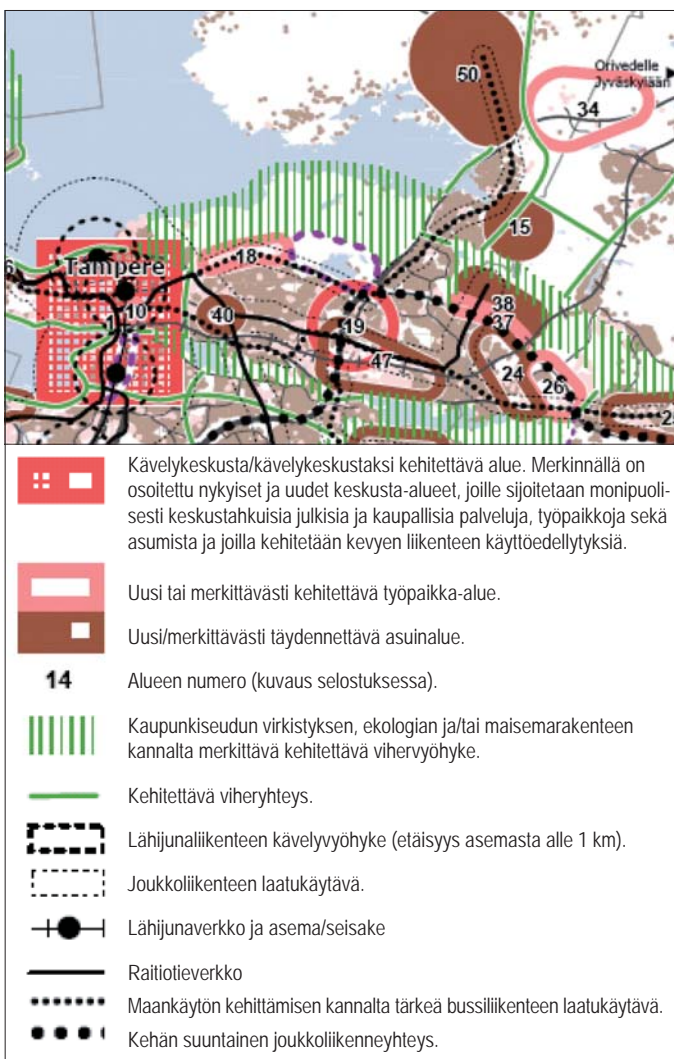 50
Orivedelle
Jyväskylään
34
15
18
Tampere
6
10
1
40
19
38
37
47
24
26
2
Kävelykeskusta/kävelykeskustaksi kehitettävä alue. Merkinnällä on
osoitettu nykyiset ja uudet keskusta-alueet, joille sijoitetaan monipuoli-
sesti keskustahkuisia julkisia ja kaupallisia palveluja, työpaikkoja sekä
asumista ja joilla kehitetään kevyen liikenteen käyttöedellytyksiä.
Uusi tai merkittävästi kehitettävä työpaikka-alue.
Uusi/merkittävästi täydennettävä asuinalue.
14 Alueen numero (kuvaus selostuksessa).
Kaupunkiseudun virkistyksen, ekologian ja/tai maisemarakenteen
kannalta merkittävä kehitettävä vihervyöhyke.
Kehitettävä viheryhteys.
Lähijunaliikenteen kävelyvyöhyke (etäisyys asemasta alle 1 km).
Joukkoliikenteen laatukäytävä.
Lähijunaverkko ja asema/seisake
Raitiotieverkko
Maankäytön kehittämisen kannalta tärkeä bussiliikenteen laatukäytävä.
Kehän suuntainen joukkoliikenneyhteys.